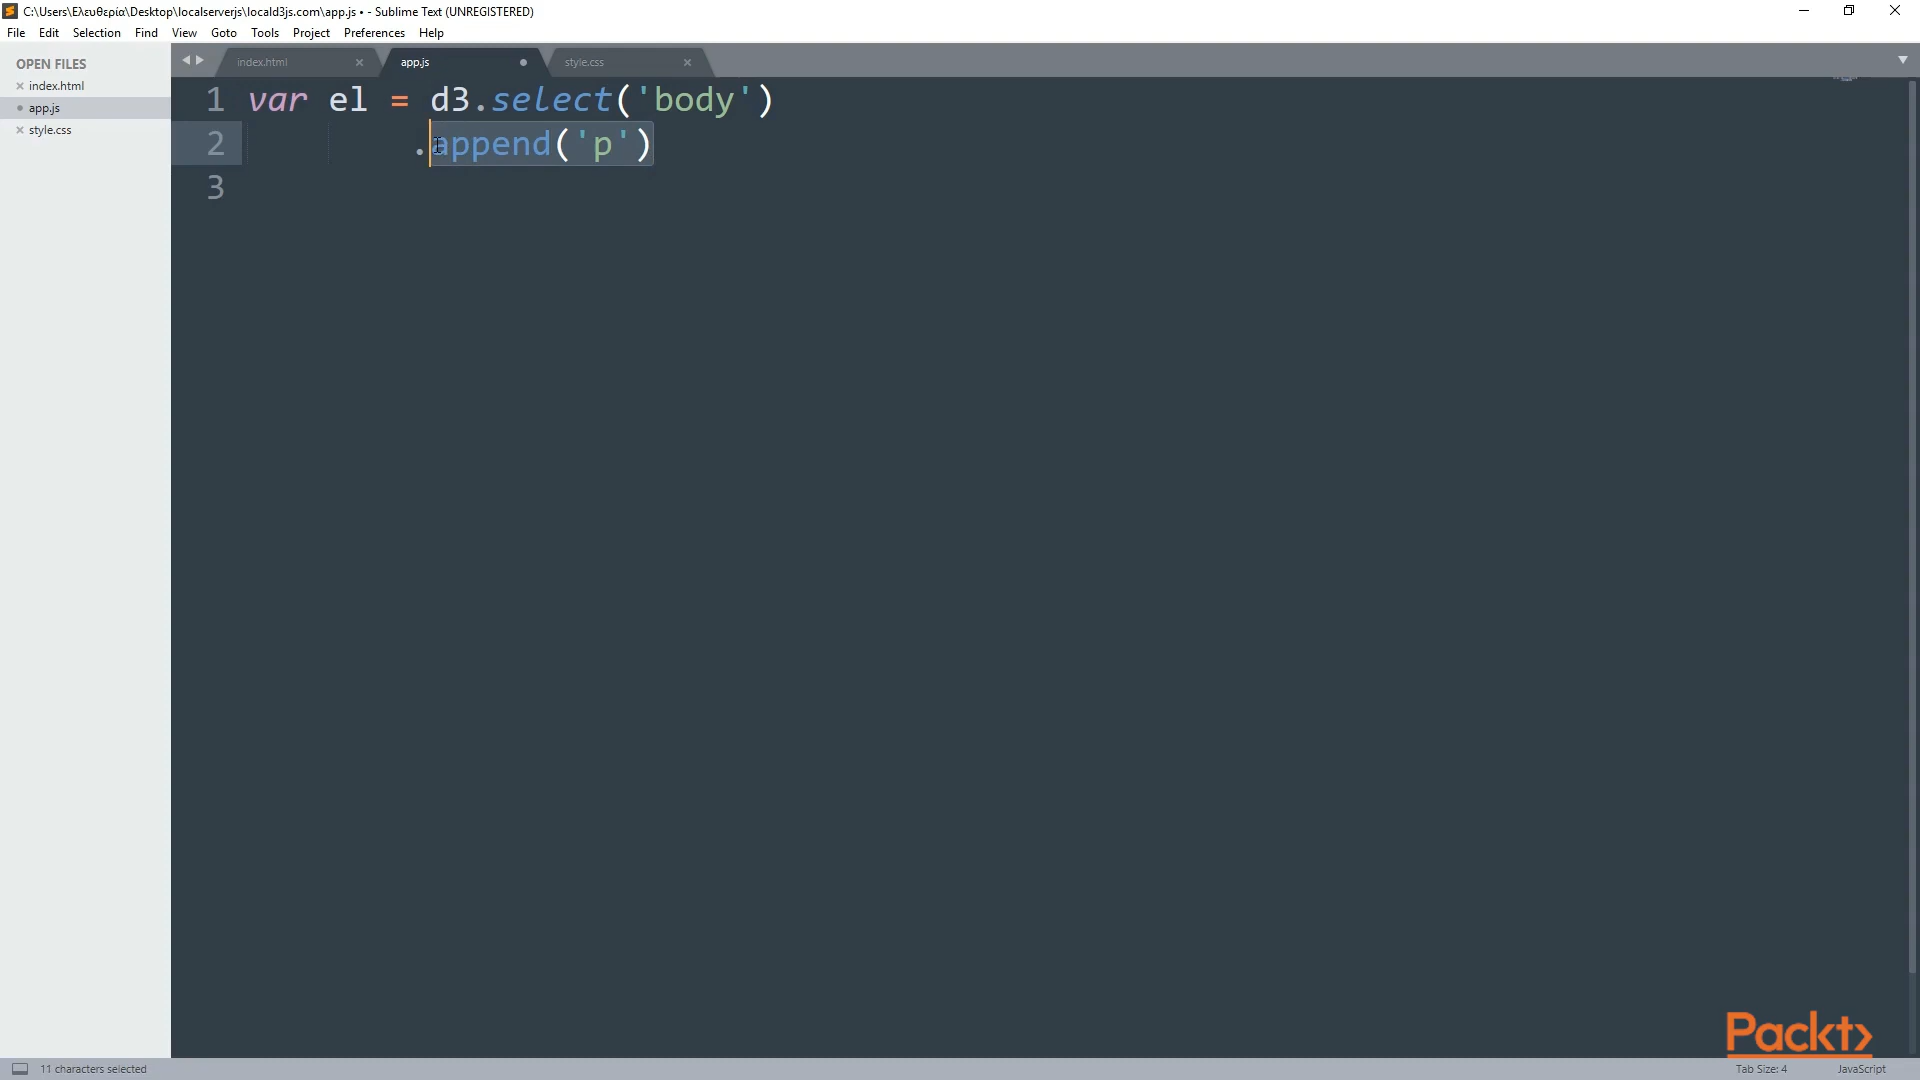 C:\Users\Ελευθερία\Desktop\localserverjs\locald3js.com\app.js • - Sublime Text (UNREGISTERED)
File Edit Selection Find View Goto Tools Project Preferences Help
OPEN FILES
index.html
app.js
style.css
index.html app.js style.css
1 var el = d3.select('body')
2 .append('p')
3
Packt>
11 characters selected Tab Size: 4 JavaScript